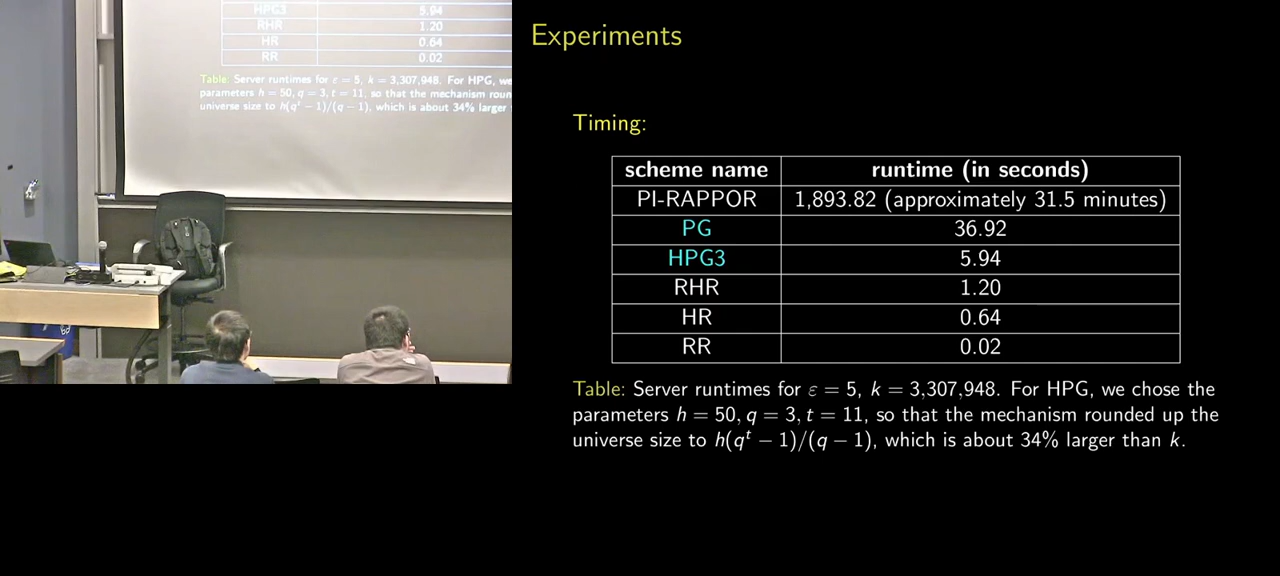 HPG3 5.94
RHR 1.20
HR 0.64
RR 0.02
Table: Server runtimes for ε = 5, k = 3,307,948. For HPG, we
parameters h = 50, q = 3, t = 11, so that the mechanism roun
universe size to h(q^t − 1)/(q − 1), which is about 34% larger
Experiments
Timing:
scheme name runtime (in seconds)
PI-RAPPOR 1,893.82 (approximately 31.5 minutes)
PG 36.92
HPG3 5.94
RHR 1.20
HR 0.64
RR 0.02
Table: Server runtimes for ε = 5, k = 3,307,948. For HPG, we chose the
parameters h = 50, q = 3, t = 11, so that the mechanism rounded up the
universe size to h(q^t − 1)/(q − 1), which is about 34% larger than k.